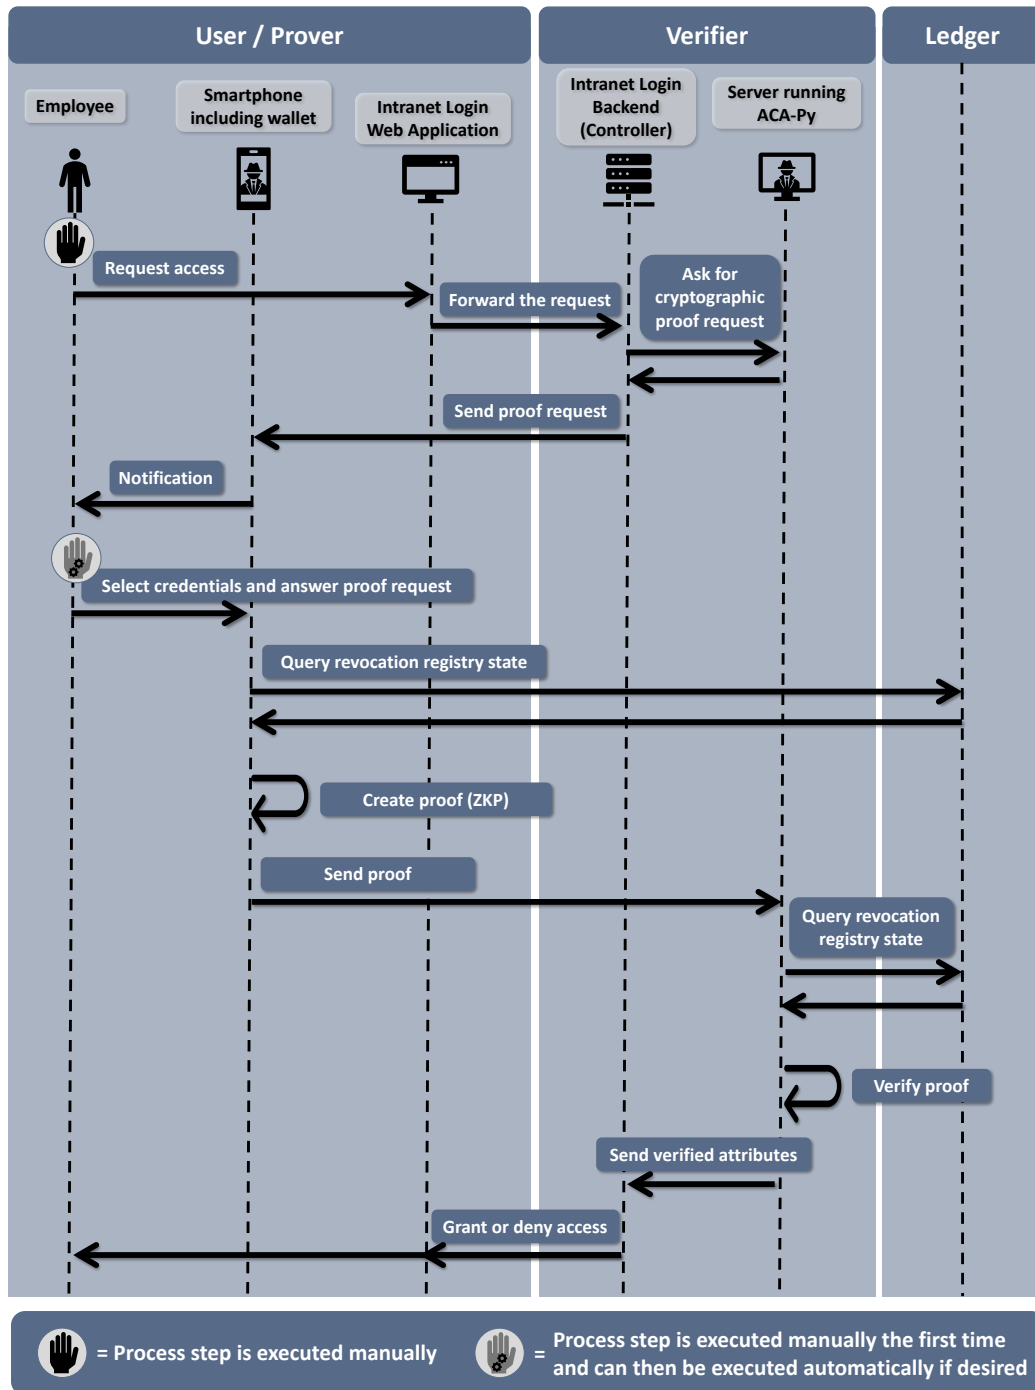 User / Prover
Verifier
Ledger
Employee
Smartphone
including wallet
Intranet Login
Web Application
Intranet Login
Backend
(Controller)
Server running
ACA-Py
Request access
Forward the request
Ask for
cryptographic
proof request
Send proof request
Notification
Select credentials and answer proof request
Query revocation registry state
Create proof (ZKP)
Send proof
Query revocation
registry state
Verify proof
Send verified attributes
Grant or deny access
= Process step is executed manually
= Process step is executed manually the first time
and can then be executed automatically if desired